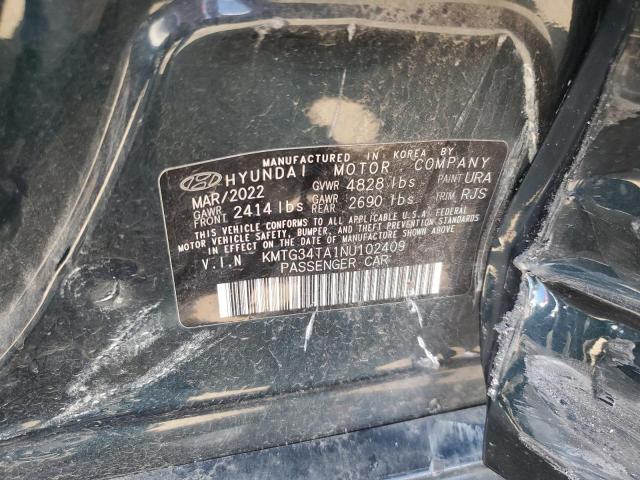 MANUFACTURED IN KOREA BY
HYUNDAI MOTOR COMPANY
MAR/2022 GVWR 4828 lbs PAINT URA
GAWR FRONT 2414 lbs GAWR REAR 2690 lbs TRIM RJS
THIS VEHICLE CONFORMS TO ALL APPLICABLE U.S.A. FEDERAL
MOTOR VEHICLE SAFETY, BUMPER, AND THEFT PREVENTION STANDARDS
IN EFFECT ON THE DATE OF MANUFACTURE SHOWN ABOVE.
V.I.N KMTG34TA1NU102409
PASSENGER CAR